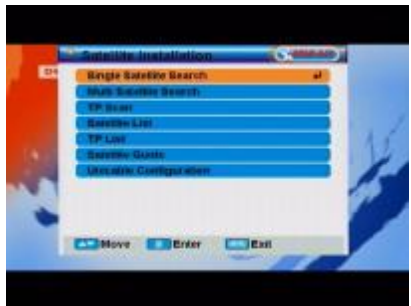 Satellite Installation
Single Satellite Search
Multi Satellite Search
TP Scan
Satellite List
TP List
Satellite Guide
Unicable Configuration
Move Enter Exit